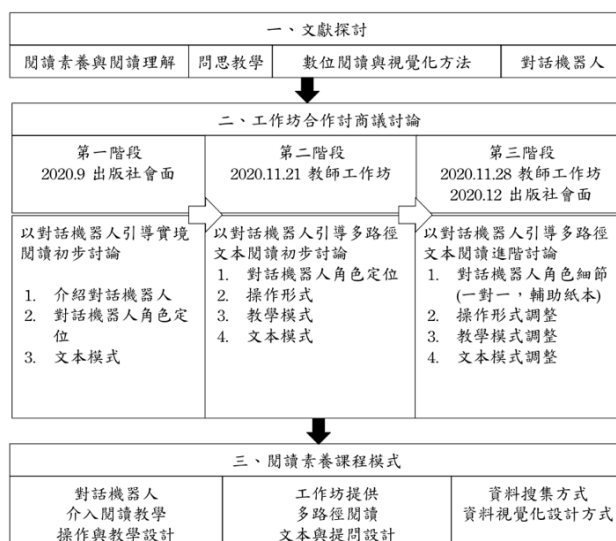 一、文獻探討
閱讀素養與閱讀理解
問思教學
數位閱讀與視覺化方法
對話機器人
二、工作坊合作討商議討論
第一階段
2020.9 出版社會面
第二階段
2020.11.21 教師工作坊
第三階段
2020.11.28 教師工作坊
2020.12 出版社會面
以對話機器人引導實境
閱讀初步討論
1. 介紹對話機器人
2. 對話機器人角色定
位
3. 文本模式
以對話機器人引導多路徑
文本閱讀初步討論
1. 對話機器人角色定位
2. 操作形式
3. 教學模式
4. 文本模式
以對話機器人引導多路徑
文本閱讀進階討論
1. 對話機器人角色細節
(一對一，輔助紙本)
2. 操作形式調整
3. 教學模式調整
4. 文本模式調整
三、閱讀素養課程模式
對話機器人
介入閱讀教學
操作與教學設計
工作坊提供
多路徑閱讀
文本與提問設計
資料搜集方式
資料視覺化設計方式